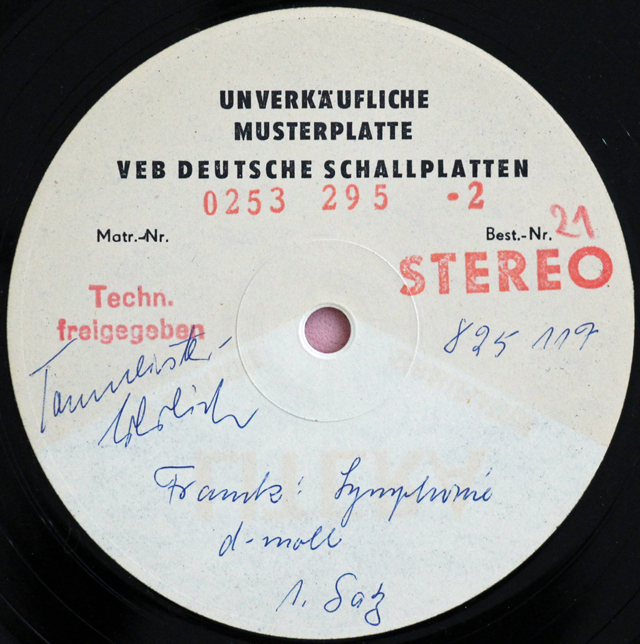 UNVERKÄUFLICHE
MUSTERPLATTE
VEB DEUTSCHE SCHALLPLATTEN
0253 295 -2
Matr.-Nr.
Best.-Nr. 21
STEREO
Techn.
freigegeben
825 117
Franck: Symphonie
d-moll
1. Satz